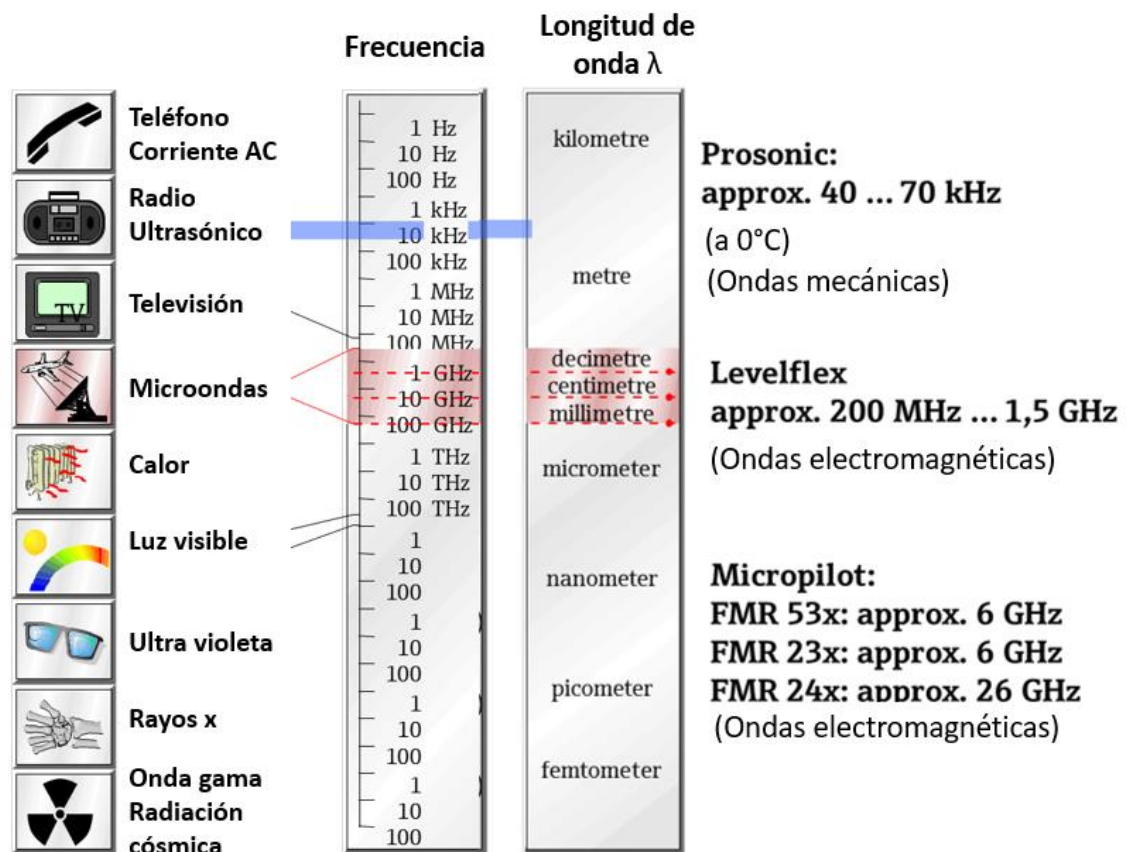 Frecuencia
Longitud de
onda λ
Teléfono
Corriente AC
Radio
Ultrasónico
Televisión
TV
Microondas
Calor
Luz visible
Ultra violeta
Rayos x
Onda gama
Radiación
cósmica
1 Hz
10 Hz
100 Hz
1 kHz
10 kHz
100 kHz
1 MHz
10 MHz
100 MHz
1 GHz
10 GHz
100 GHz
1 THz
10 THz
100 THz
1
10
100
1
10
100
1
10
100
1
10
100
kilometre
metre
decimetre
centimetre
millimetre
micrometer
nanometer
picometer
femtometer
Prosonic:
approx. 40 ... 70 kHz
(a 0°C)
(Ondas mecánicas)
Levelflex
approx. 200 MHz ... 1,5 GHz
(Ondas electromagnéticas)
Micropilot:
FMR 53x: approx. 6 GHz
FMR 23x: approx. 6 GHz
FMR 24x: approx. 26 GHz
(Ondas electromagnéticas)